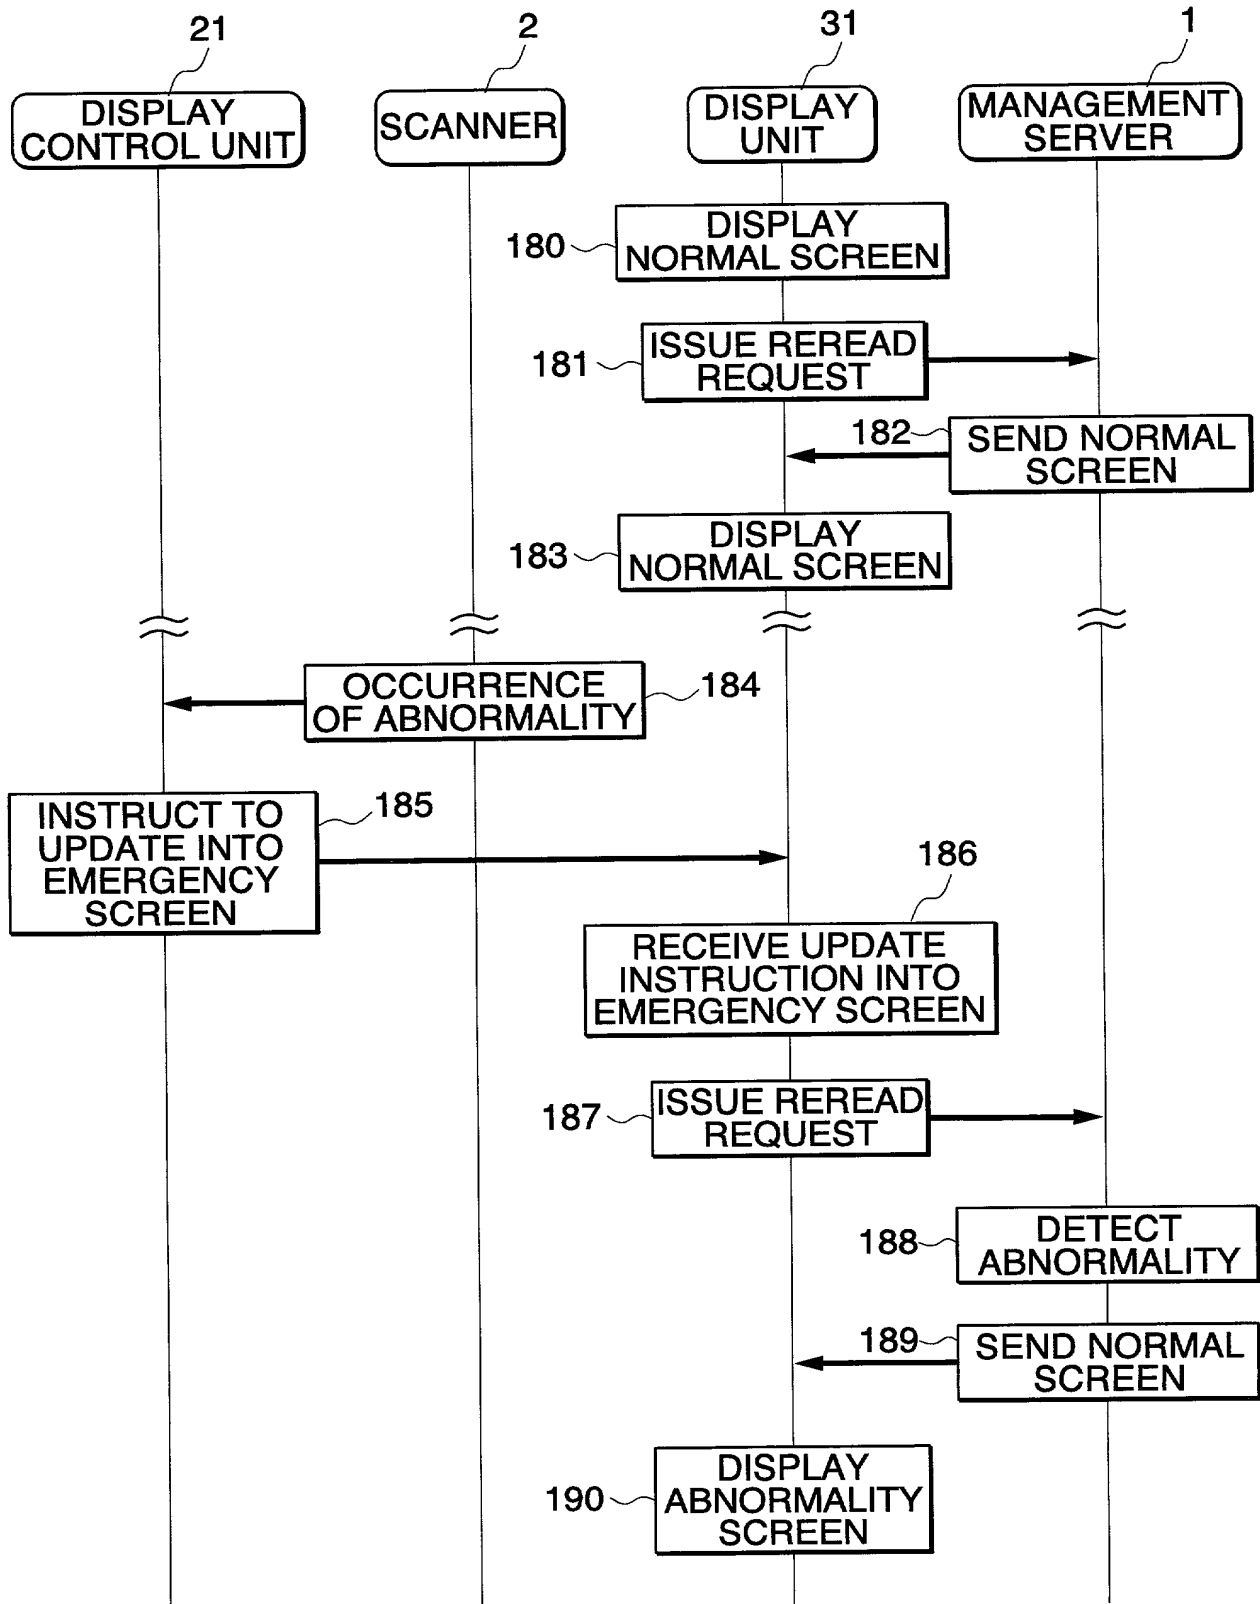 21
2
31
1
DISPLAY
CONTROL UNIT
SCANNER
DISPLAY
UNIT
MANAGEMENT
SERVER
180
DISPLAY
NORMAL SCREEN
181
ISSUE REREAD
REQUEST
182
SEND NORMAL
SCREEN
183
DISPLAY
NORMAL SCREEN
OCCURRENCE
OF ABNORMALITY
184
INSTRUCT TO
UPDATE INTO
EMERGENCY
SCREEN
185
186
RECEIVE UPDATE
INSTRUCTION INTO
EMERGENCY SCREEN
187
ISSUE REREAD
REQUEST
188
DETECT
ABNORMALITY
189
SEND NORMAL
SCREEN
190
DISPLAY
ABNORMALITY
SCREEN